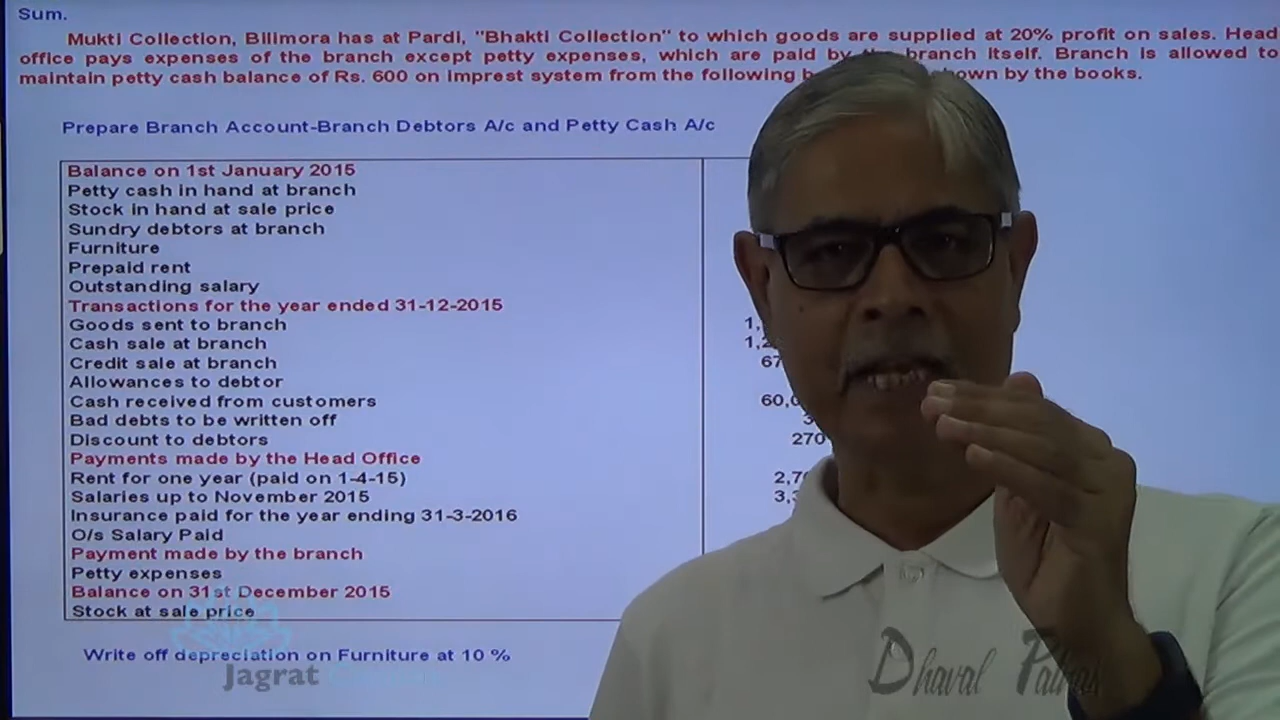 Sum.
Mukti Collection, Bilimora has at Pardi, "Bhakti Collection" to which goods are supplied at 20% profit on sales. Head
office pays expenses of the branch except petty expenses, which are paid by branch itself. Branch is allowed to
maintain petty cash balance of Rs. 600 on imprest system from the following own by the books.
Prepare Branch Account-Branch Debtors A/c and Petty Cash A/c
Balance on 1st January 2015
Petty cash in hand at branch
Stock in hand at sale price
Sundry debtors at branch
Furniture
Prepaid rent
Outstanding salary
Transactions for the year ended 31-12-2015
Goods sent to branch
Cash sale at branch
Credit sale at branch
Allowances to debtor
Cash received from customers
Bad debts to be written off
Discount to debtors 270
Payments made by the Head Office
Rent for one year (paid on 1-4-15)
Salaries up to November 2015
Insurance paid for the year ending 31-3-2016
O/s Salary Paid
Payment made by the branch
Petty expenses
Balance on 31st December 2015
Stock at sale price
Write off depreciation on Furniture at 10 %
Jagrat
Dhaval